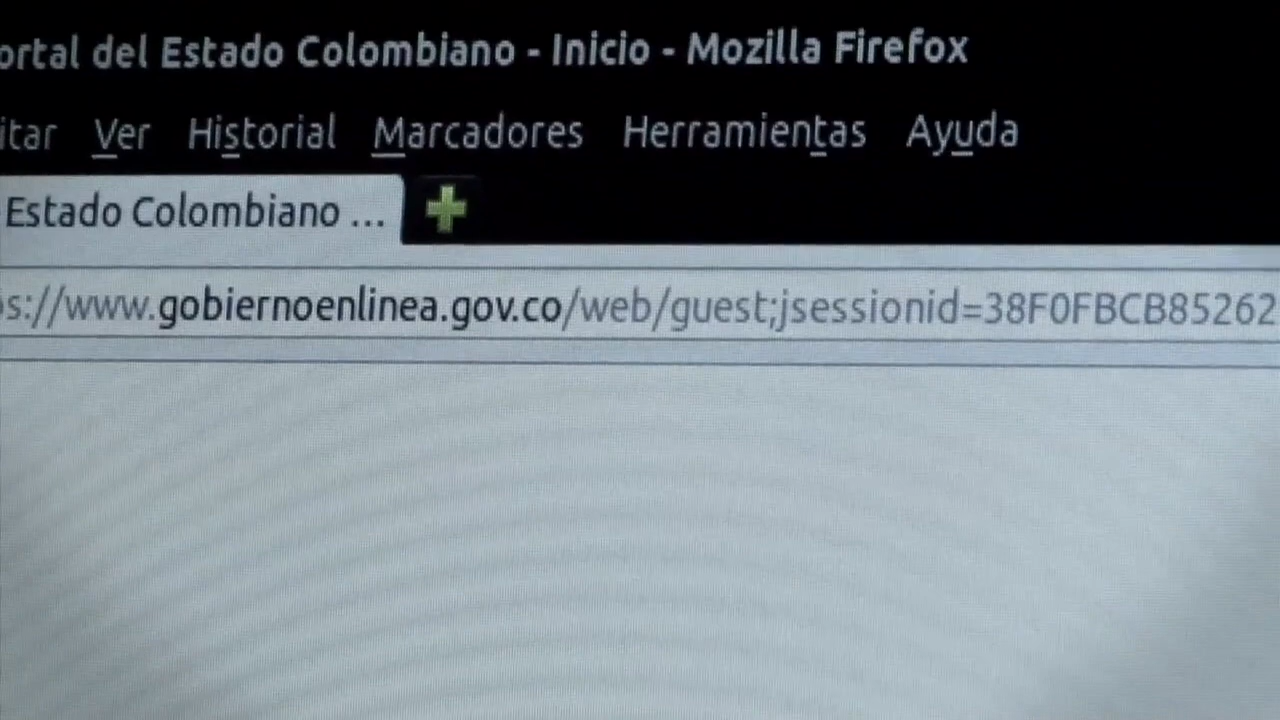 ortal del Estado Colombiano - Inicio - Mozilla Firefox
itar Ver Historial Marcadores Herramientas Ayuda
Estado Colombiano ...
s://www.gobiernoenlinea.gov.co/web/guest;jsessionid=38F0FBCB85262